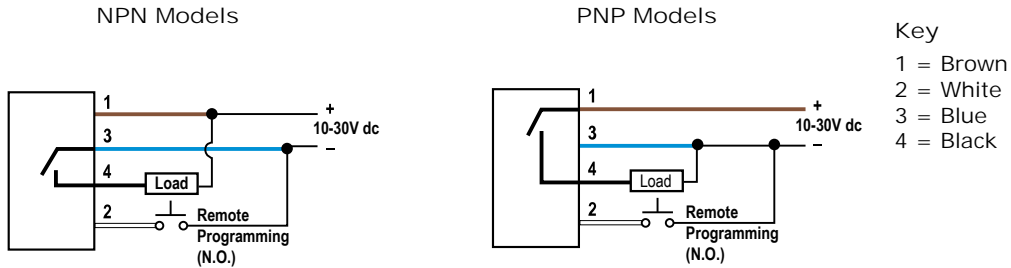 NPN Models
1
+
10-30V dc
3
–
4
Load
2
Remote
Programming
(N.O.)
PNP Models
1
+
10-30V dc
3
–
4
Load
2
Remote
Programming
(N.O.)
Key
1 = Brown
2 = White
3 = Blue
4 = Black